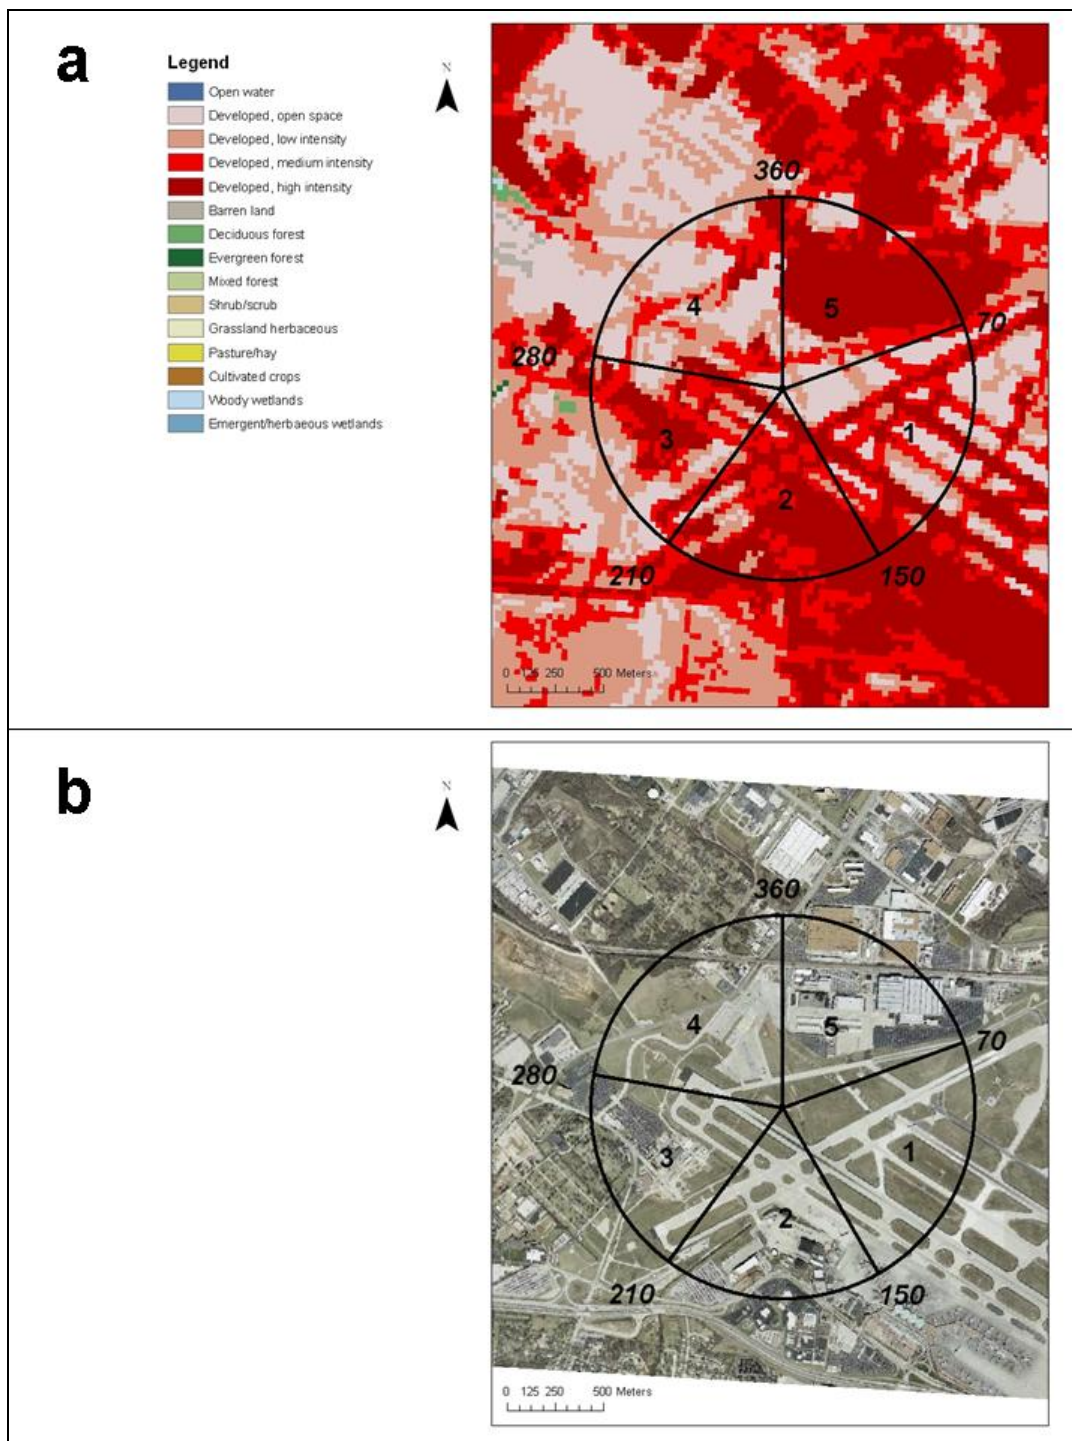 a
Legend
Open water
Developed, open space
Developed, low intensity
Developed, medium intensity
Developed, high intensity
Barren land
Deciduous forest
Evergreen forest
Mixed forest
Shrub/scrub
Grassland herbaceous
Pasture/hay
Cultivated crops
Woody wetlands
Emergent/herbaeous wetlands
N
360
4 5
70
280
1
3
2
210 150
0 125 250 500 Meters
b
N
360
4 5
70
280
1
3
2
210 150
0 125 250 500 Meters